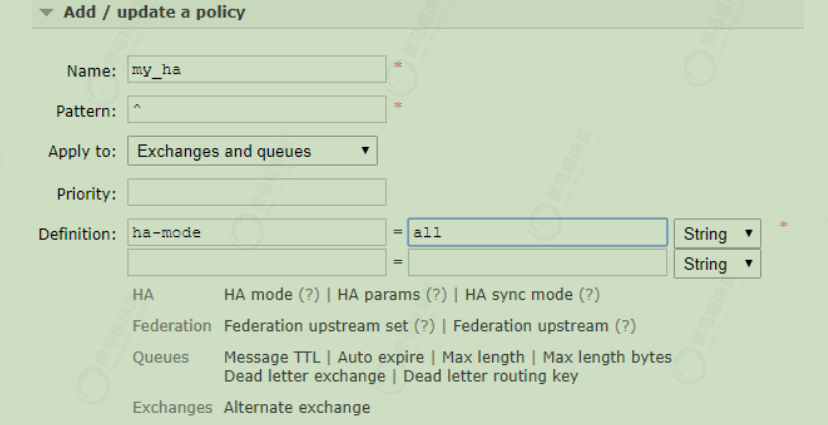 Add / update a policy
Name: my_ha *
Pattern: ^ *
Apply to: Exchanges and queues
Priority:
Definition: ha-mode = all String *
= String
HA HA mode (?) | HA params (?) | HA sync mode (?)
Federation Federation upstream set (?) | Federation upstream (?)
Queues Message TTL | Auto expire | Max length | Max length bytes
Dead letter exchange | Dead letter routing key
Exchanges Alternate exchange